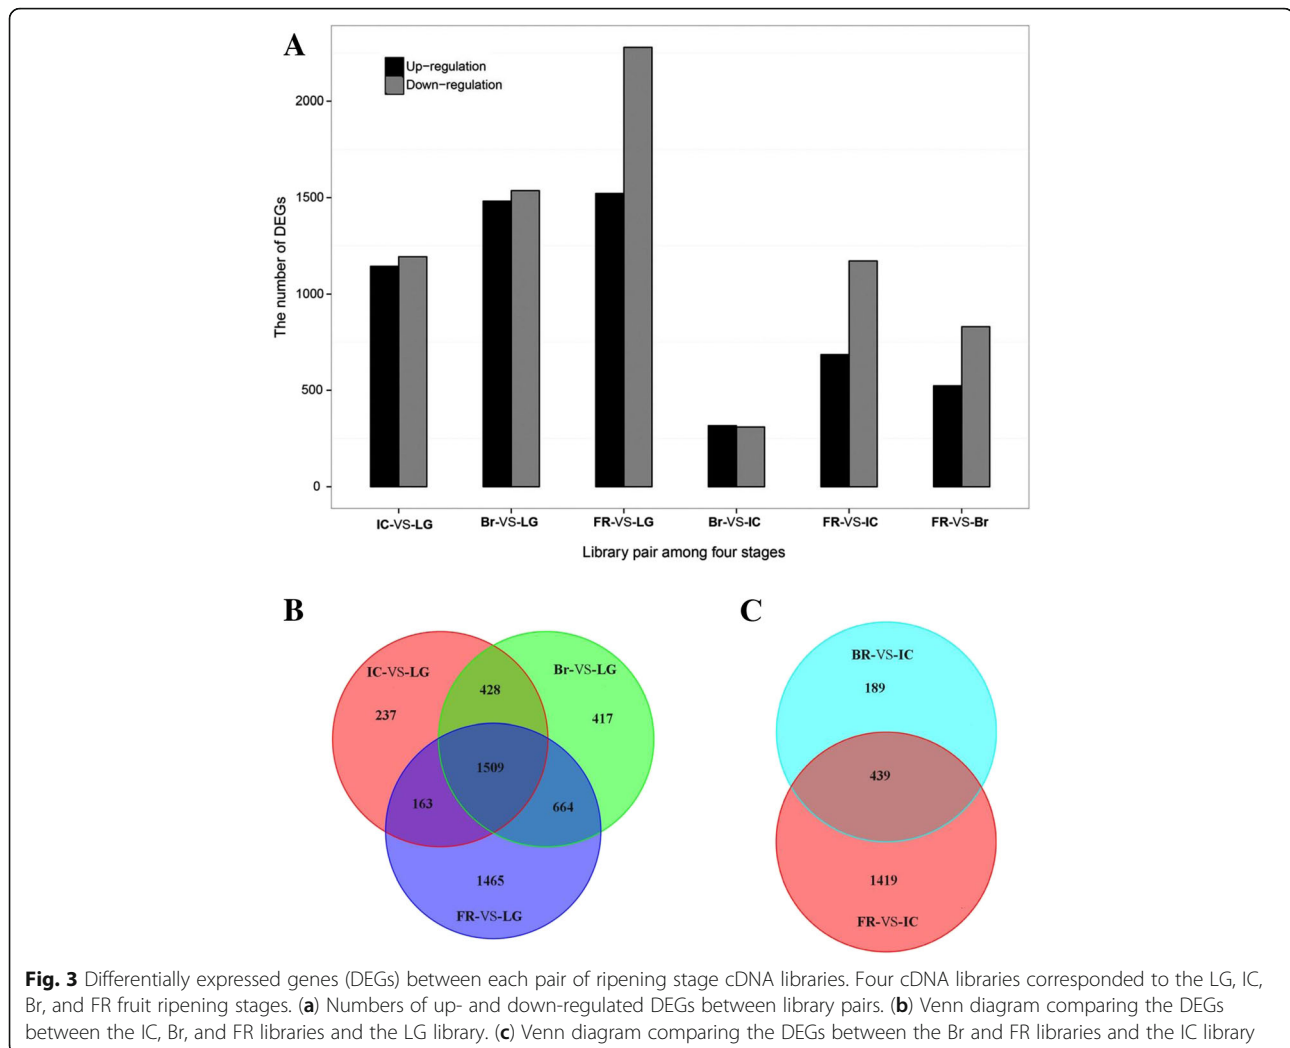 A
Up-regulation
Down-regulation
The number of DEGs
2000
1500
1000
500
0
IC-VS-LG Br-VS-LG FR-VS-LG Br-VS-IC FR-VS-IC FR-VS-Br
Library pair among four stages
B
IC-VS-LG
Br-VS-LG
428
237
417
1509
163
664
1465
FR-VS-LG
C
BR-VS-IC
189
439
1419
FR-VS-IC
Fig. 3 Differentially expressed genes (DEGs) between each pair of ripening stage cDNA libraries. Four cDNA libraries corresponded to the LG, IC,
Br, and FR fruit ripening stages. (a) Numbers of up- and down-regulated DEGs between library pairs. (b) Venn diagram comparing the DEGs
between the IC, Br, and FR libraries and the LG library. (c) Venn diagram comparing the DEGs between the Br and FR libraries and the IC library